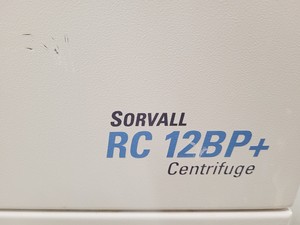 SORVALL
RC 12BP+
Centrifuge